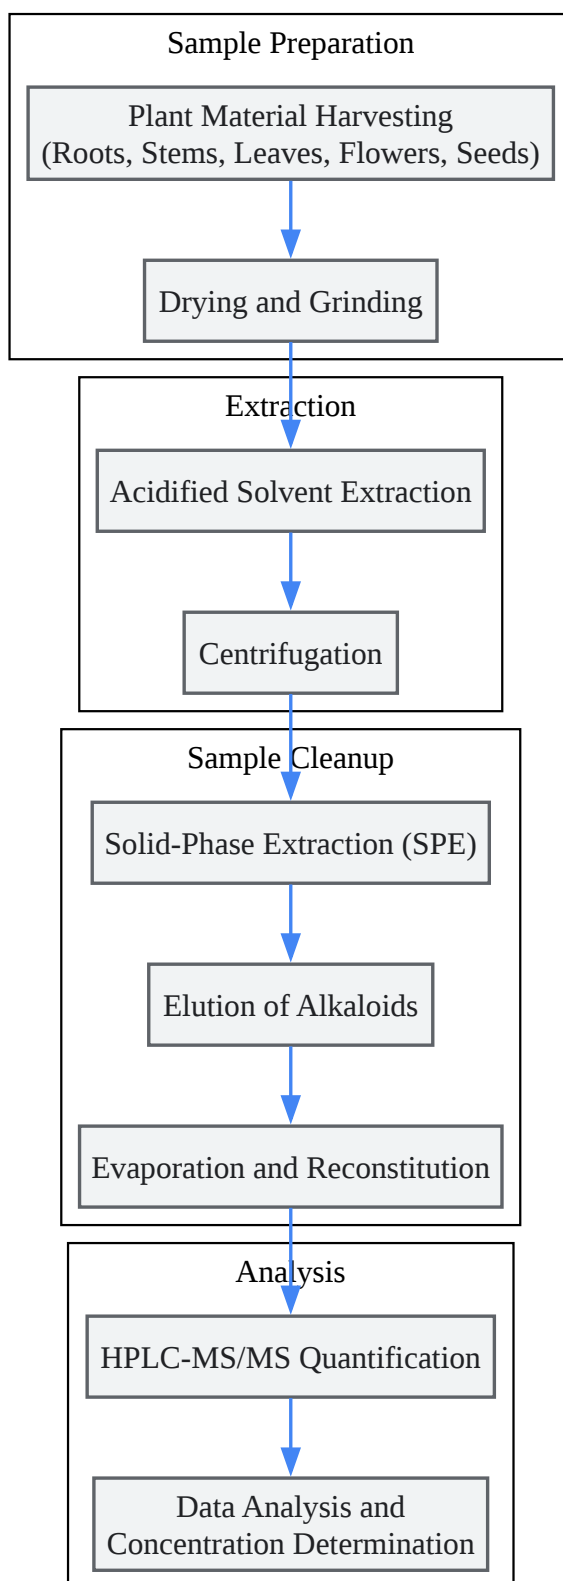 Sample Preparation
Plant Material Harvesting
(Roots, Stems, Leaves, Flowers, Seeds)
Drying and Grinding
Extraction
Acidified Solvent Extraction
Centrifugation
Sample Cleanup
Solid-Phase Extraction (SPE)
Elution of Alkaloids
Evaporation and Reconstitution
Analysis
HPLC-MS/MS Quantification
Data Analysis and
Concentration Determination